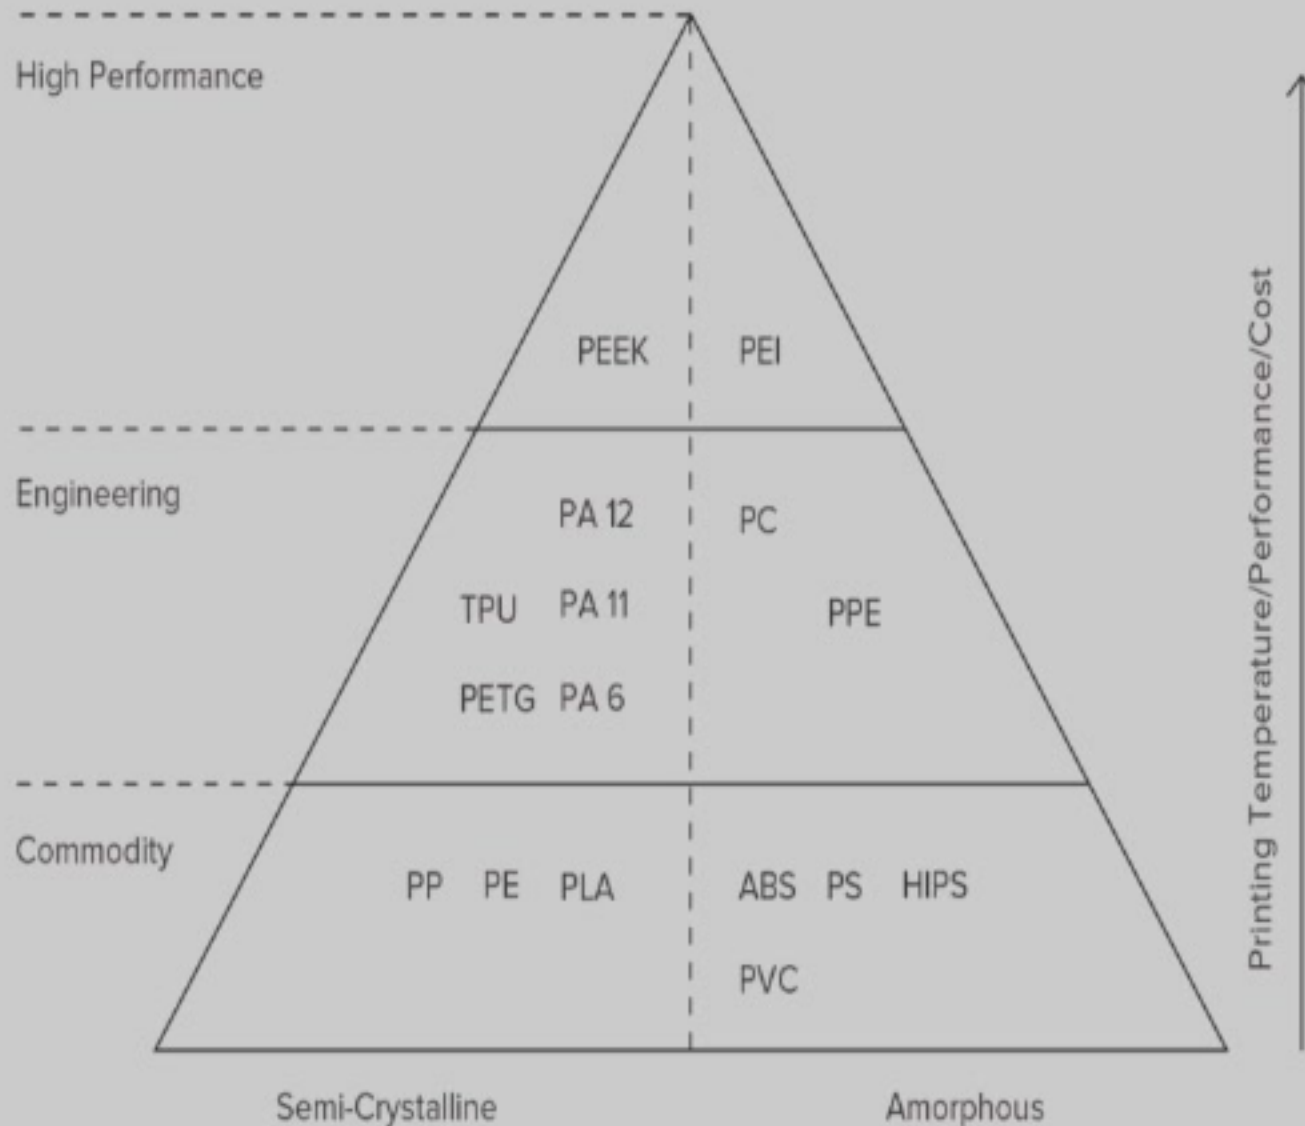 High Performance
PEEK PEI
Engineering
PA 12 PC
TPU PA 11 PPE
PETG PA 6
Commodity
PP PE PLA ABS PS HIPS
PVC
Semi-Crystalline Amorphous
Printing Temperature/Performance/Cost